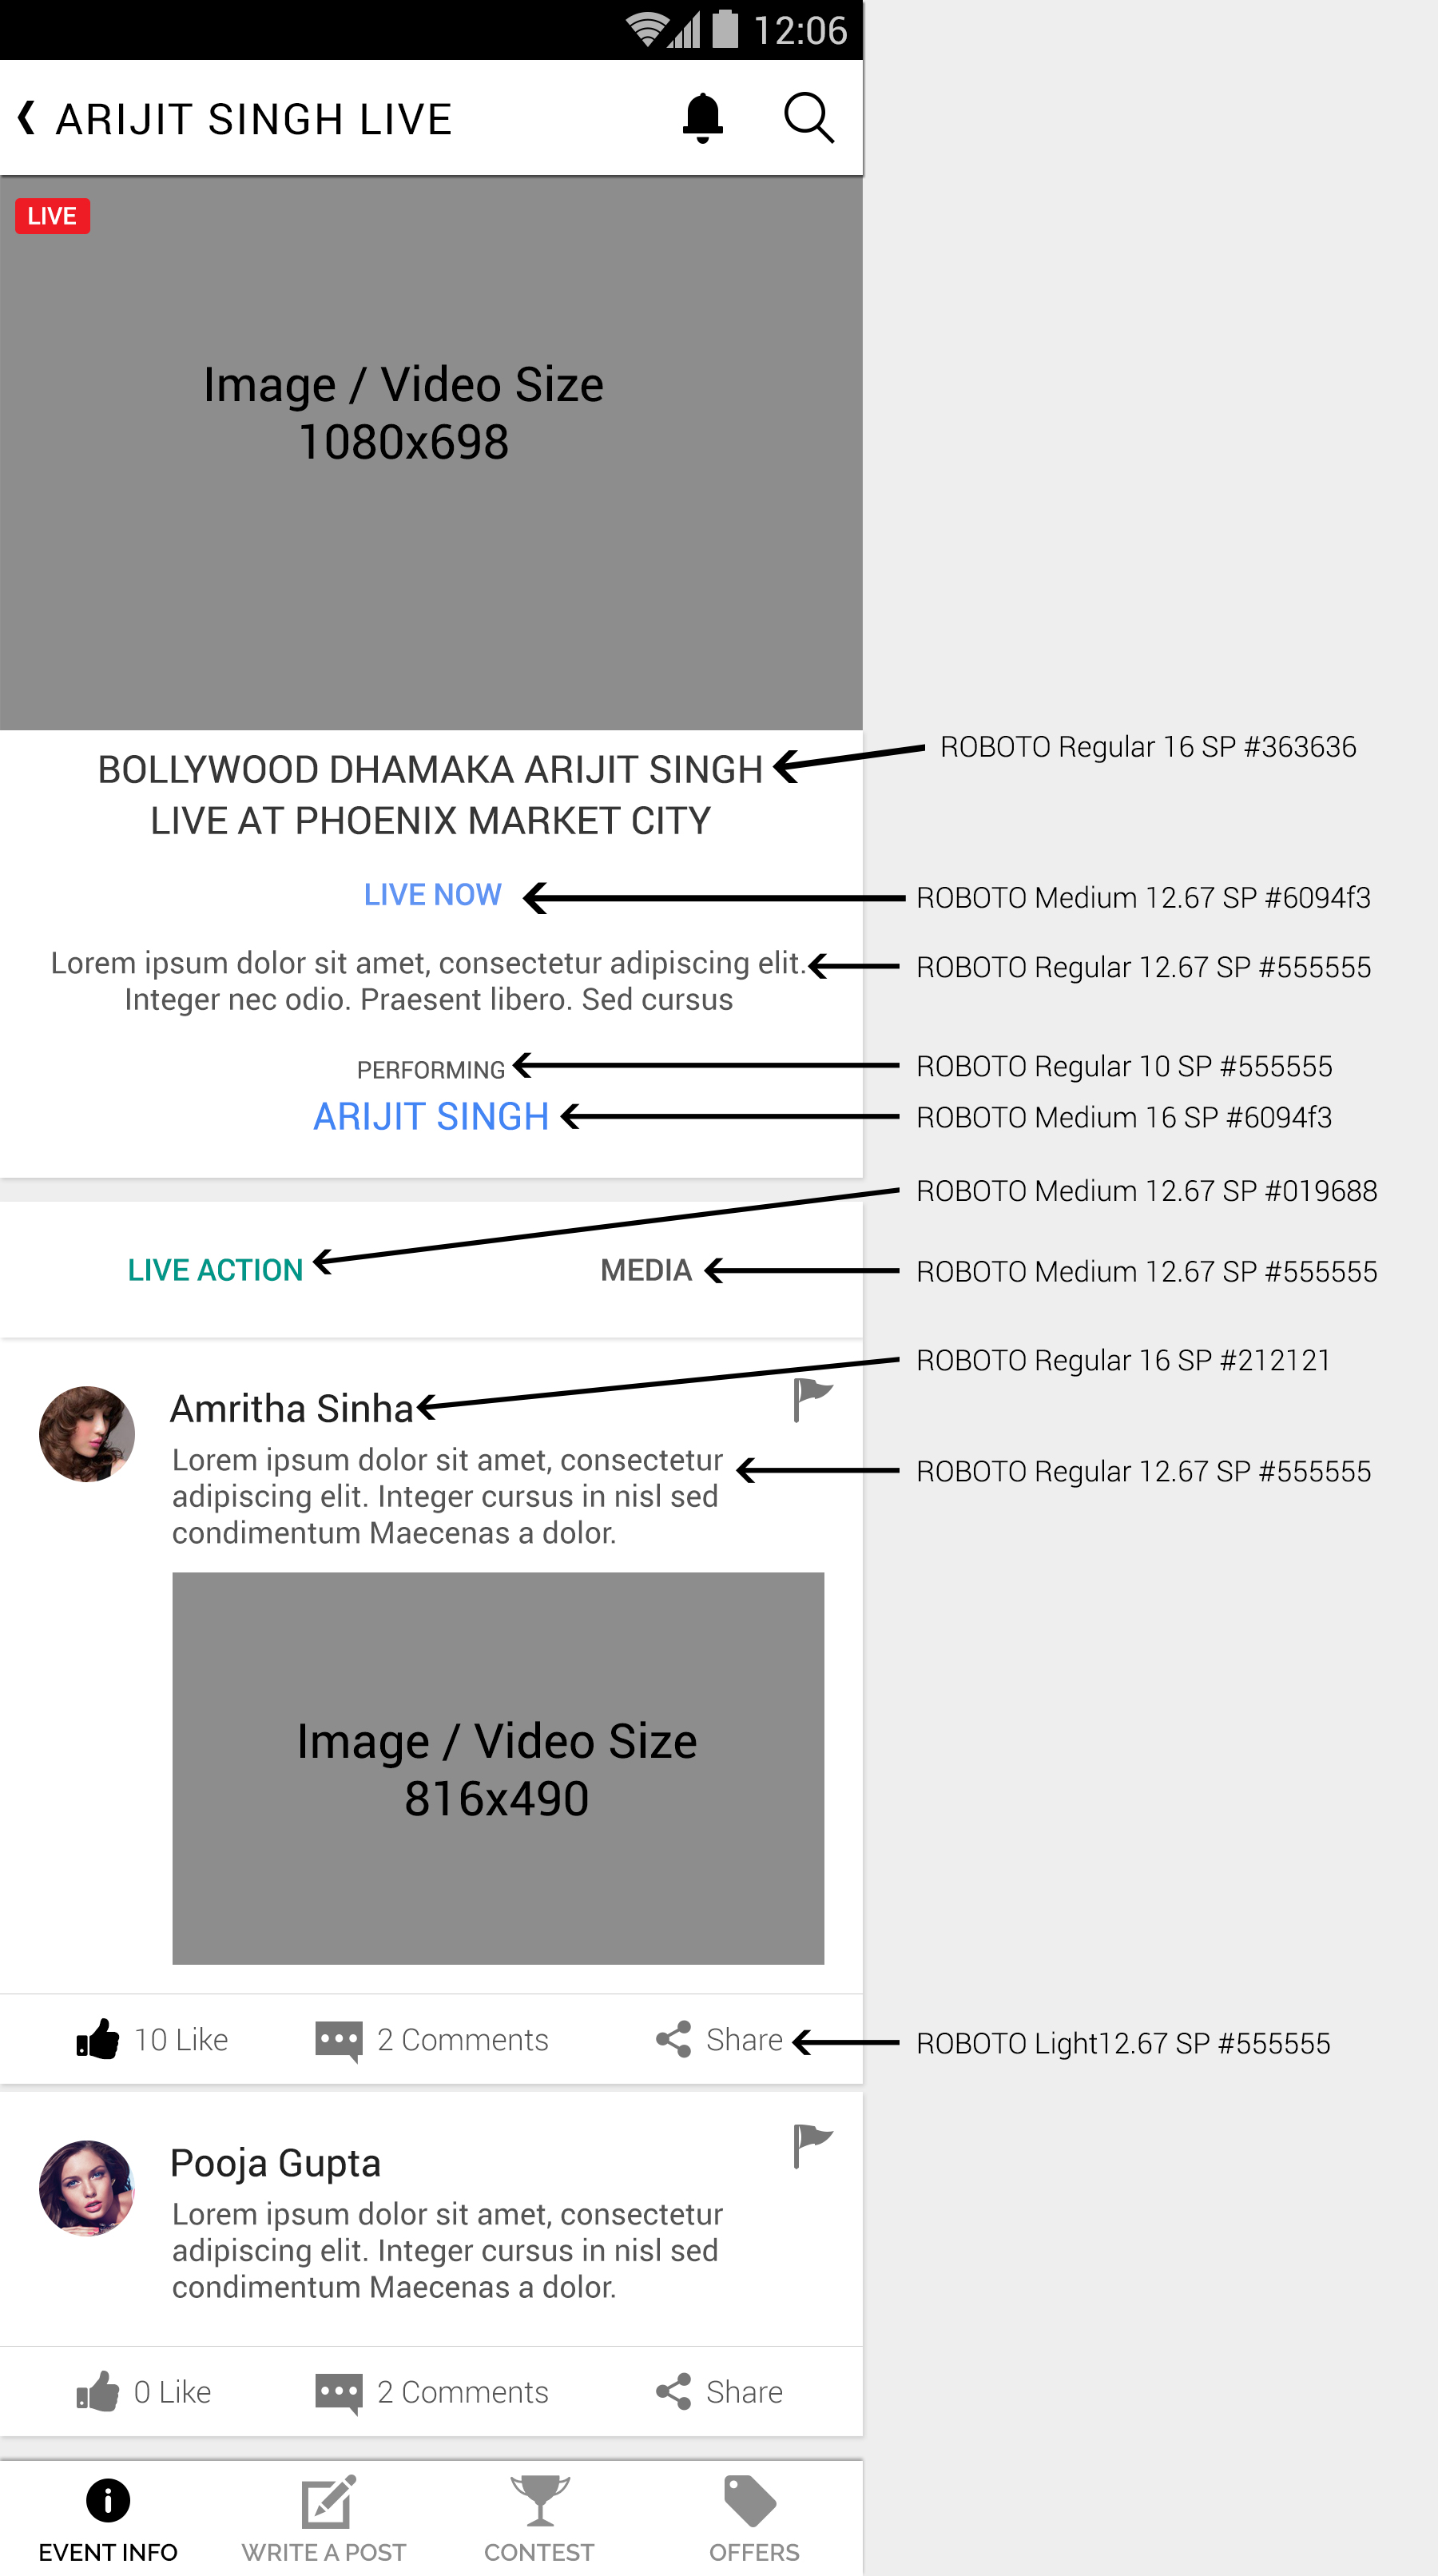 12:06
ARIJIT SINGH LIVE
LIVE
Image / Video Size
1080x698
BOLLYWOOD DHAMAKA ARIJIT SINGH
LIVE AT PHOENIX MARKET CITY
ROBOTO Regular 16 SP #363636
LIVE NOW
ROBOTO Medium 12.67 SP #6094f3
Lorem ipsum dolor sit amet, consectetur adipiscing elit.
Integer nec odio. Praesent libero. Sed cursus
ROBOTO Regular 12.67 SP #555555
PERFORMING
ROBOTO Regular 10 SP #555555
ARIJIT SINGH
ROBOTO Medium 16 SP #6094f3
LIVE ACTION
ROBOTO Medium 12.67 SP #019688
MEDIA
ROBOTO Medium 12.67 SP #555555
Amritha Sinha
ROBOTO Regular 16 SP #212121
Lorem ipsum dolor sit amet, consectetur
adipiscing elit. Integer cursus in nisl sed
condimentum Maecenas a dolor.
ROBOTO Regular 12.67 SP #555555
Image / Video Size
816x490
10 Like
2 Comments
Share
ROBOTO Light12.67 SP #555555
Pooja Gupta
Lorem ipsum dolor sit amet, consectetur
adipiscing elit. Integer cursus in nisl sed
condimentum Maecenas a dolor.
0 Like
2 Comments
Share
EVENT INFO
WRITE A POST
CONTEST
OFFERS